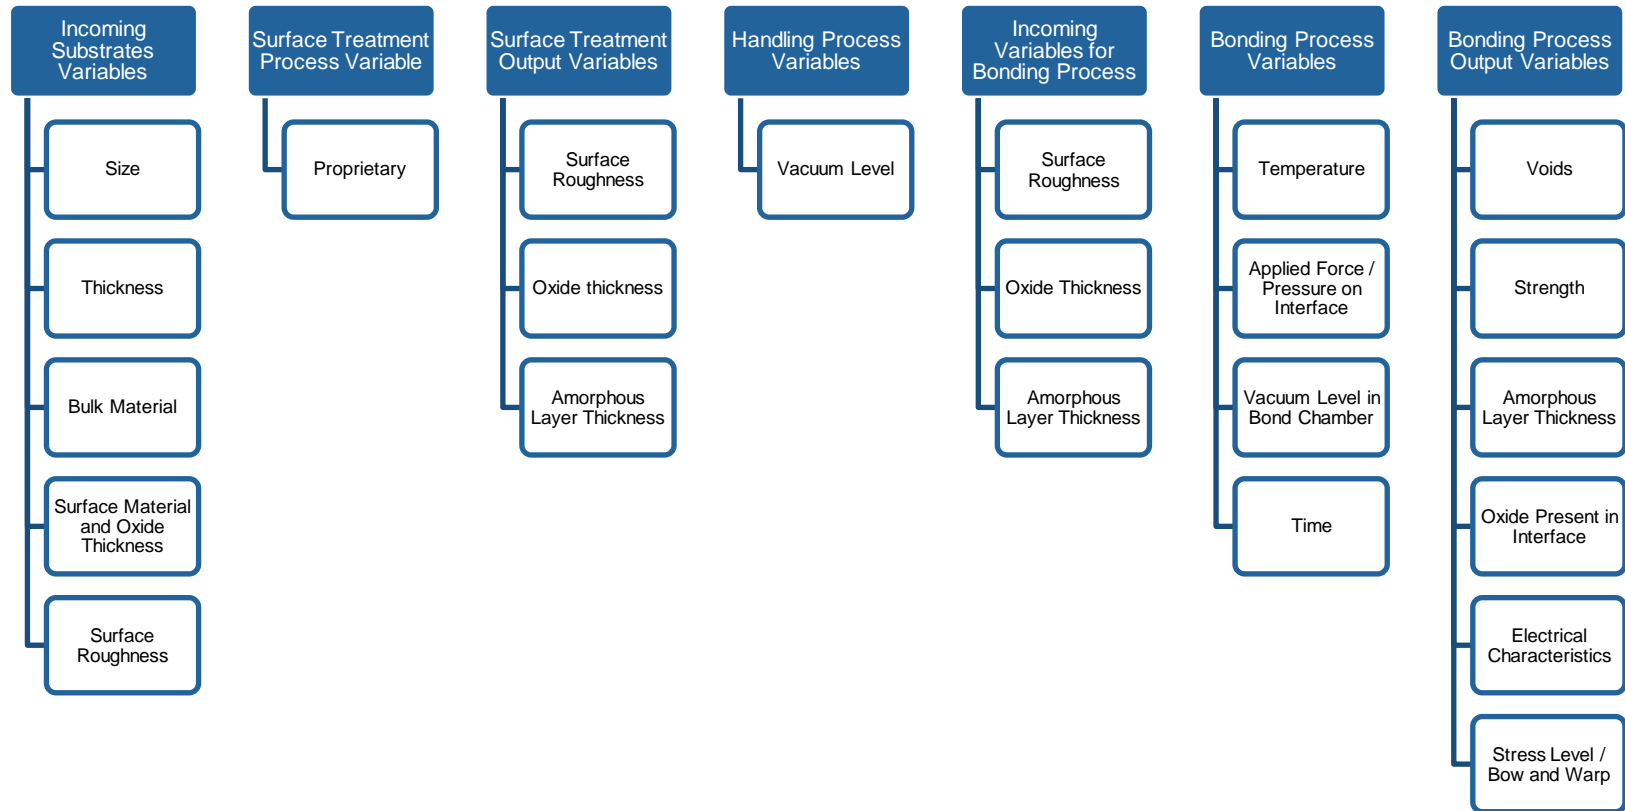 Incoming
Substrates
Variables
Size
Thickness
Bulk Material
Surface Material
and Oxide
Thickness
Surface
Roughness
Surface Treatment
Process Variable
Proprietary
Surface Treatment
Output Variables
Surface
Roughness
Oxide thickness
Amorphous
Layer Thickness
Handling Process
Variables
Vacuum Level
Incoming
Variables for
Bonding Process
Surface
Roughness
Oxide Thickness
Amorphous
Layer Thickness
Bonding Process
Variables
Temperature
Applied Force /
Pressure on
Interface
Vacuum Level in
Bond Chamber
Time
Bonding Process
Output Variables
Voids
Strength
Amorphous
Layer Thickness
Oxide Present in
Interface
Electrical
Characteristics
Stress Level /
Bow and Warp